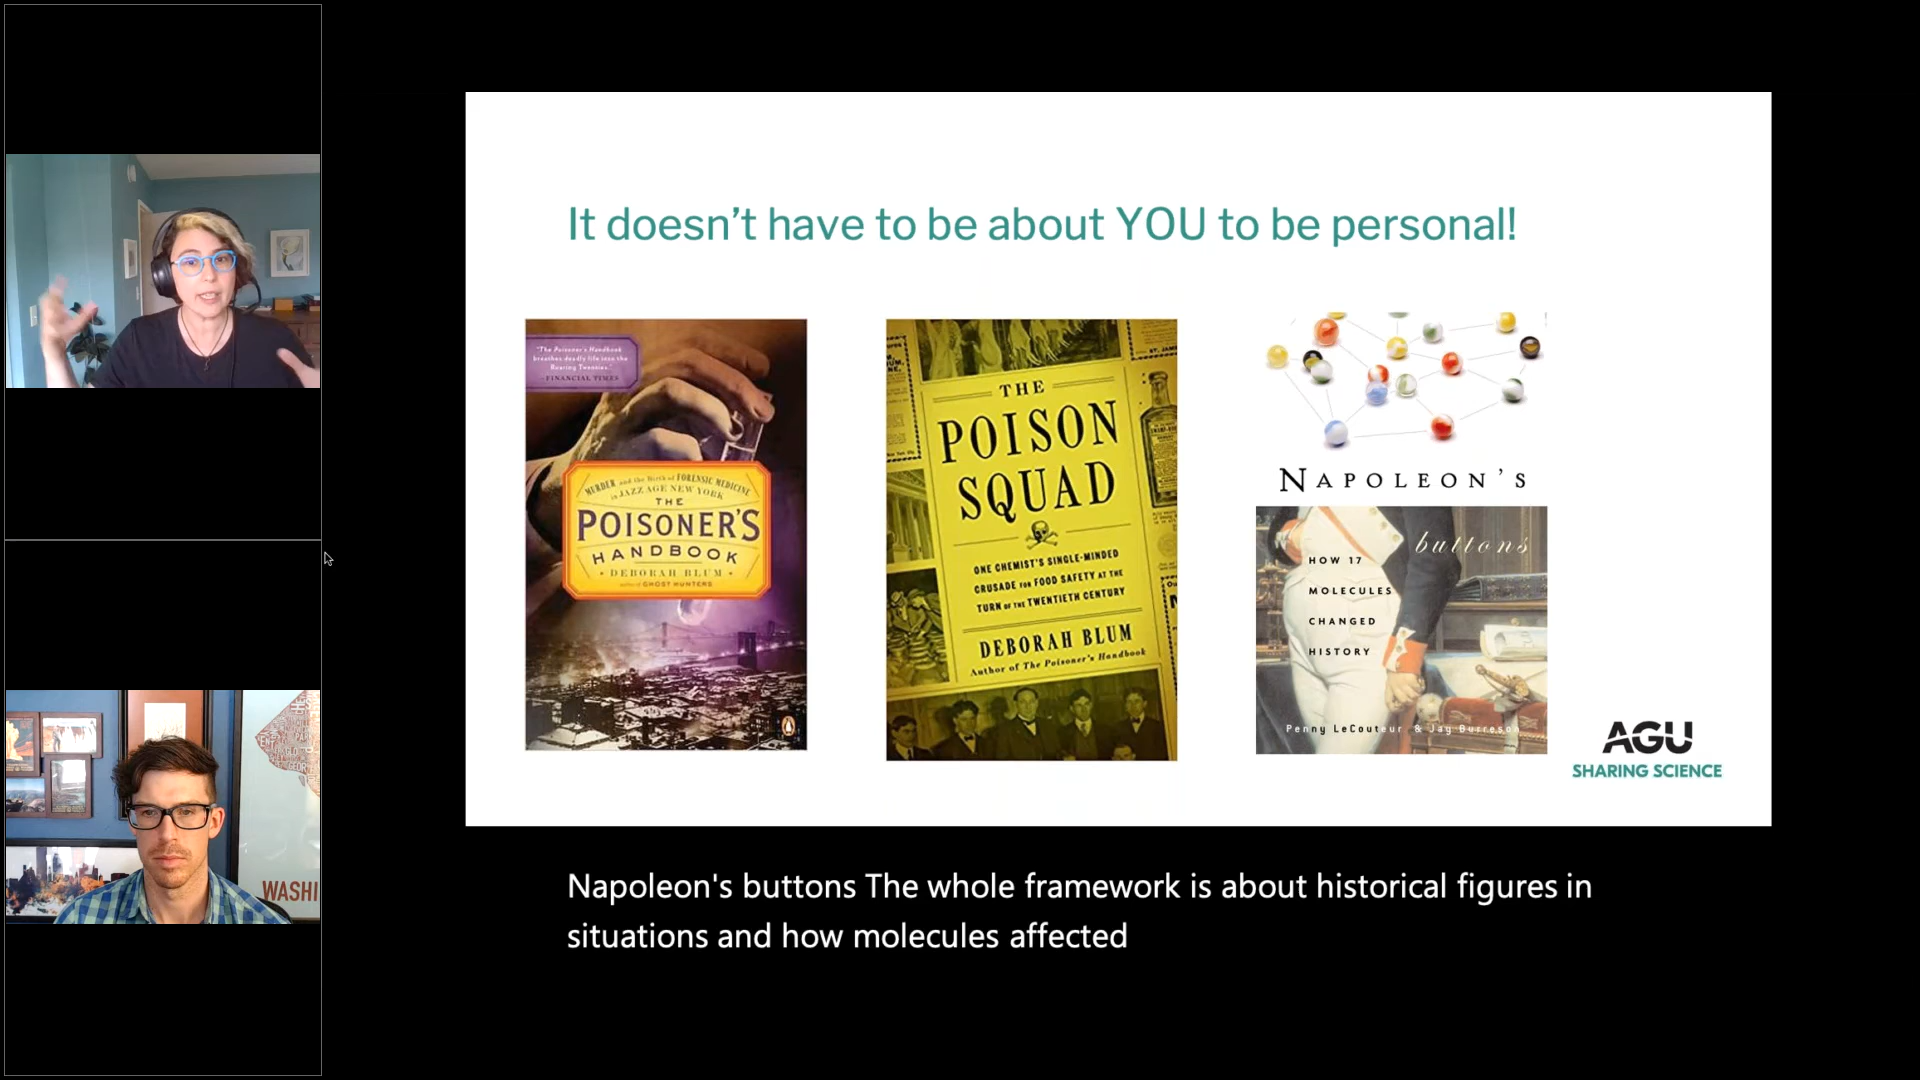 It doesn't have to be about YOU to be personal!
"The Poisoner's Handbook
breathes deadly life into the
Roaring Twenties."
—FINANCIAL TIMES
MURDER and the Birth of FORENSIC MEDICINE
in JAZZ AGE NEW YORK
THE
POISONER'S
HANDBOOK
• DEBORAH BLUM •
author of GHOST HUNTERS
THE
POISON
SQUAD
ONE CHEMIST'S SINGLE-MINDED
CRUSADE FOR FOOD SAFETY AT THE
TURN OF THE TWENTIETH CENTURY
DEBORAH BLUM
Author of The Poisoner's Handbook
NAPOLEON'S
buttons
HOW 17
MOLECULES
CHANGED
HISTORY
Penny LeCouteur & Jay Burreson
AGU
SHARING SCIENCE
WASHI
Napoleon's buttons The whole framework is about historical figures in
situations and how molecules affected